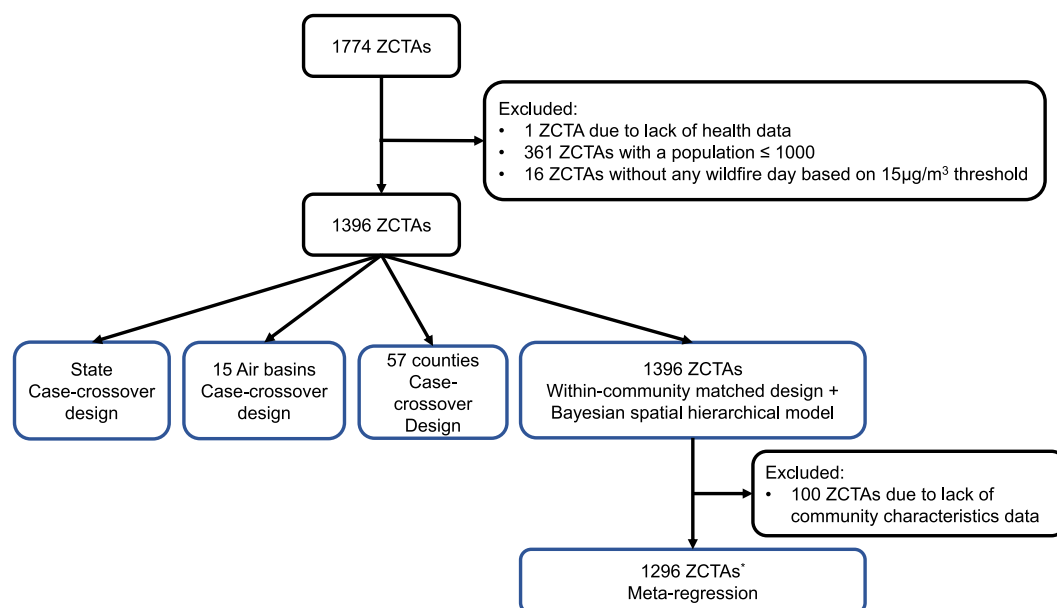 1774 ZCTAs
Excluded:
• 1 ZCTA due to lack of health data
• 361 ZCTAs with a population ≤ 1000
• 16 ZCTAs without any wildfire day based on 15μg/m³ threshold
1396 ZCTAs
State
Case-crossover
design
15 Air basins
Case-crossover
design
57 counties
Case-
crossover
Design
1396 ZCTAs
Within-community matched design +
Bayesian spatial hierarchical model
Excluded:
• 100 ZCTAs due to lack of
community characteristics data
1296 ZCTAs*
Meta-regression